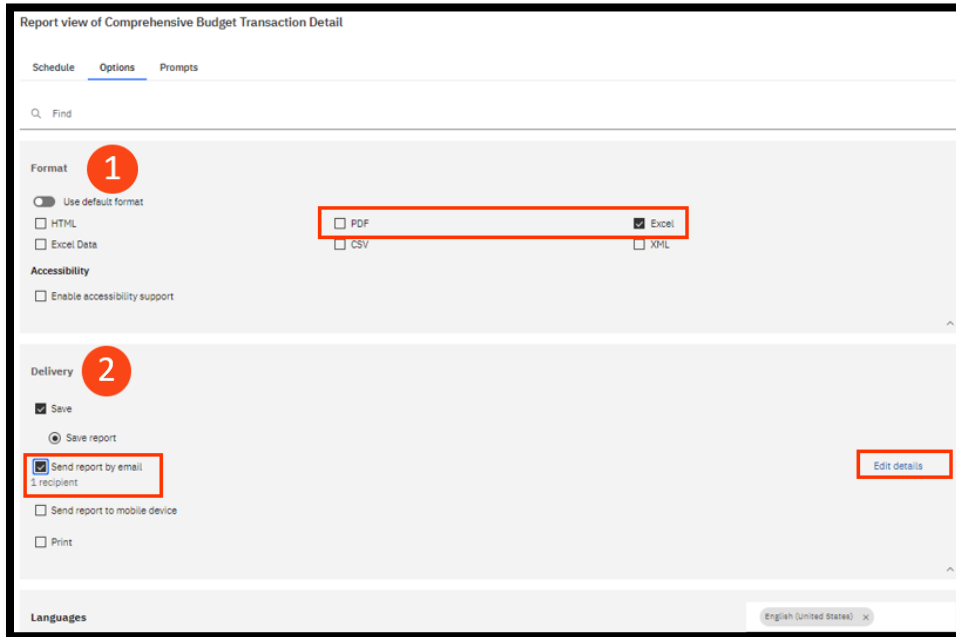 Report view of Comprehensive Budget Transaction Detail
Schedule Options Prompts
Find
Format 1
Use default format
HTML PDF Excel
Excel Data CSV XML
Accessibility
Enable accessibility support
Delivery 2
Save
Save report
Send report by email Edit details
1 recipient
Send report to mobile device
Print
Languages English (United States) ×